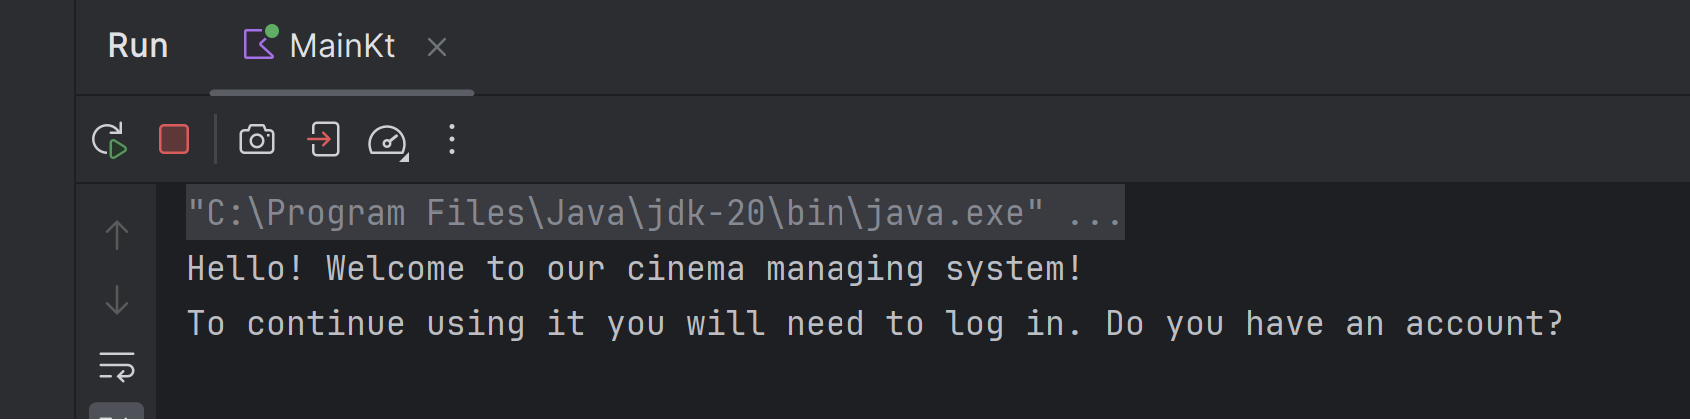 Run MainKt
"C:\Program Files\Java\jdk-20\bin\java.exe" ...
Hello! Welcome to our cinema managing system!
To continue using it you will need to log in. Do you have an account?